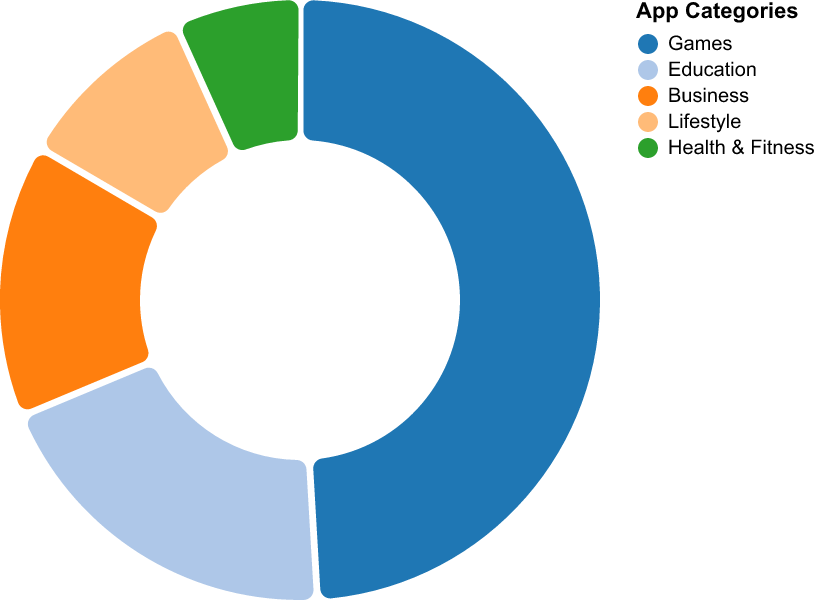 App Categories
Games
Education
Business
Lifestyle
Health & Fitness